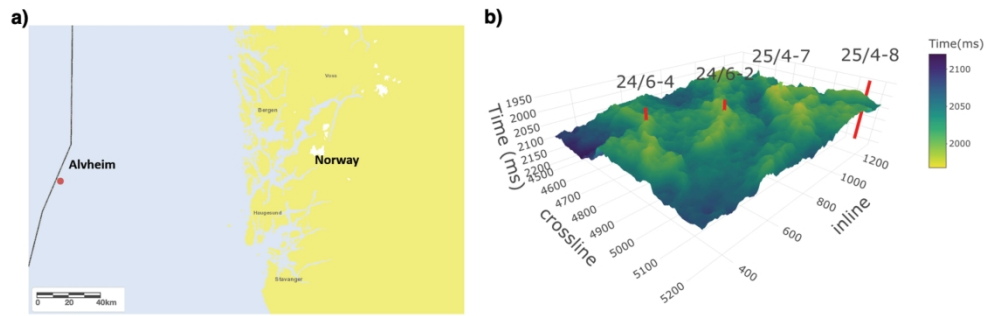 a)
Voss
Bergen
Alvheim
Norway
Haugesund
Stavanger
0 20 40km
b)
25/4-7
25/4-8
24/6-4
24/6-2
Time(ms)
2100
2050
2000
Time (ms)
1950
2000
2050
2100
2150
2200
crossline
4500
4600
4700
4800
4900
5000
5100
5200
inline
400
600
800
1000
1200